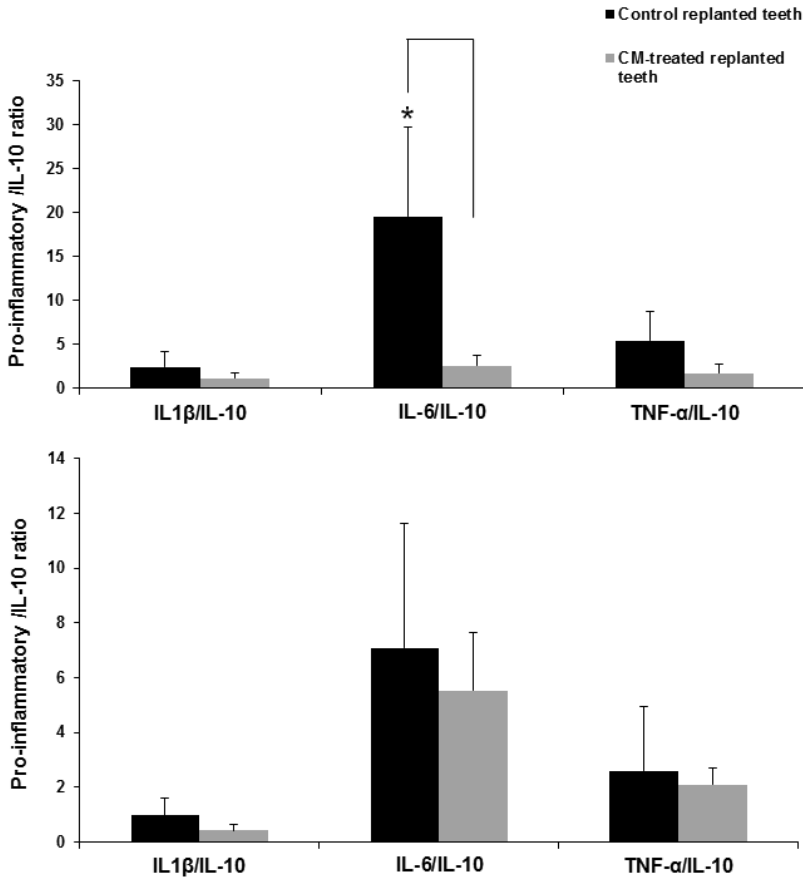 Control replanted teeth
CM-treated replanted
teeth
*
Pro-inflammatory /IL-10 ratio
35
30
25
20
15
10
5
0
IL1β/IL-10 IL-6/IL-10 TNF-α/IL-10
Pro-inflammatory /IL-10 ratio
14
12
10
8
6
4
2
0
IL1β/IL-10 IL-6/IL-10 TNF-α/IL-10